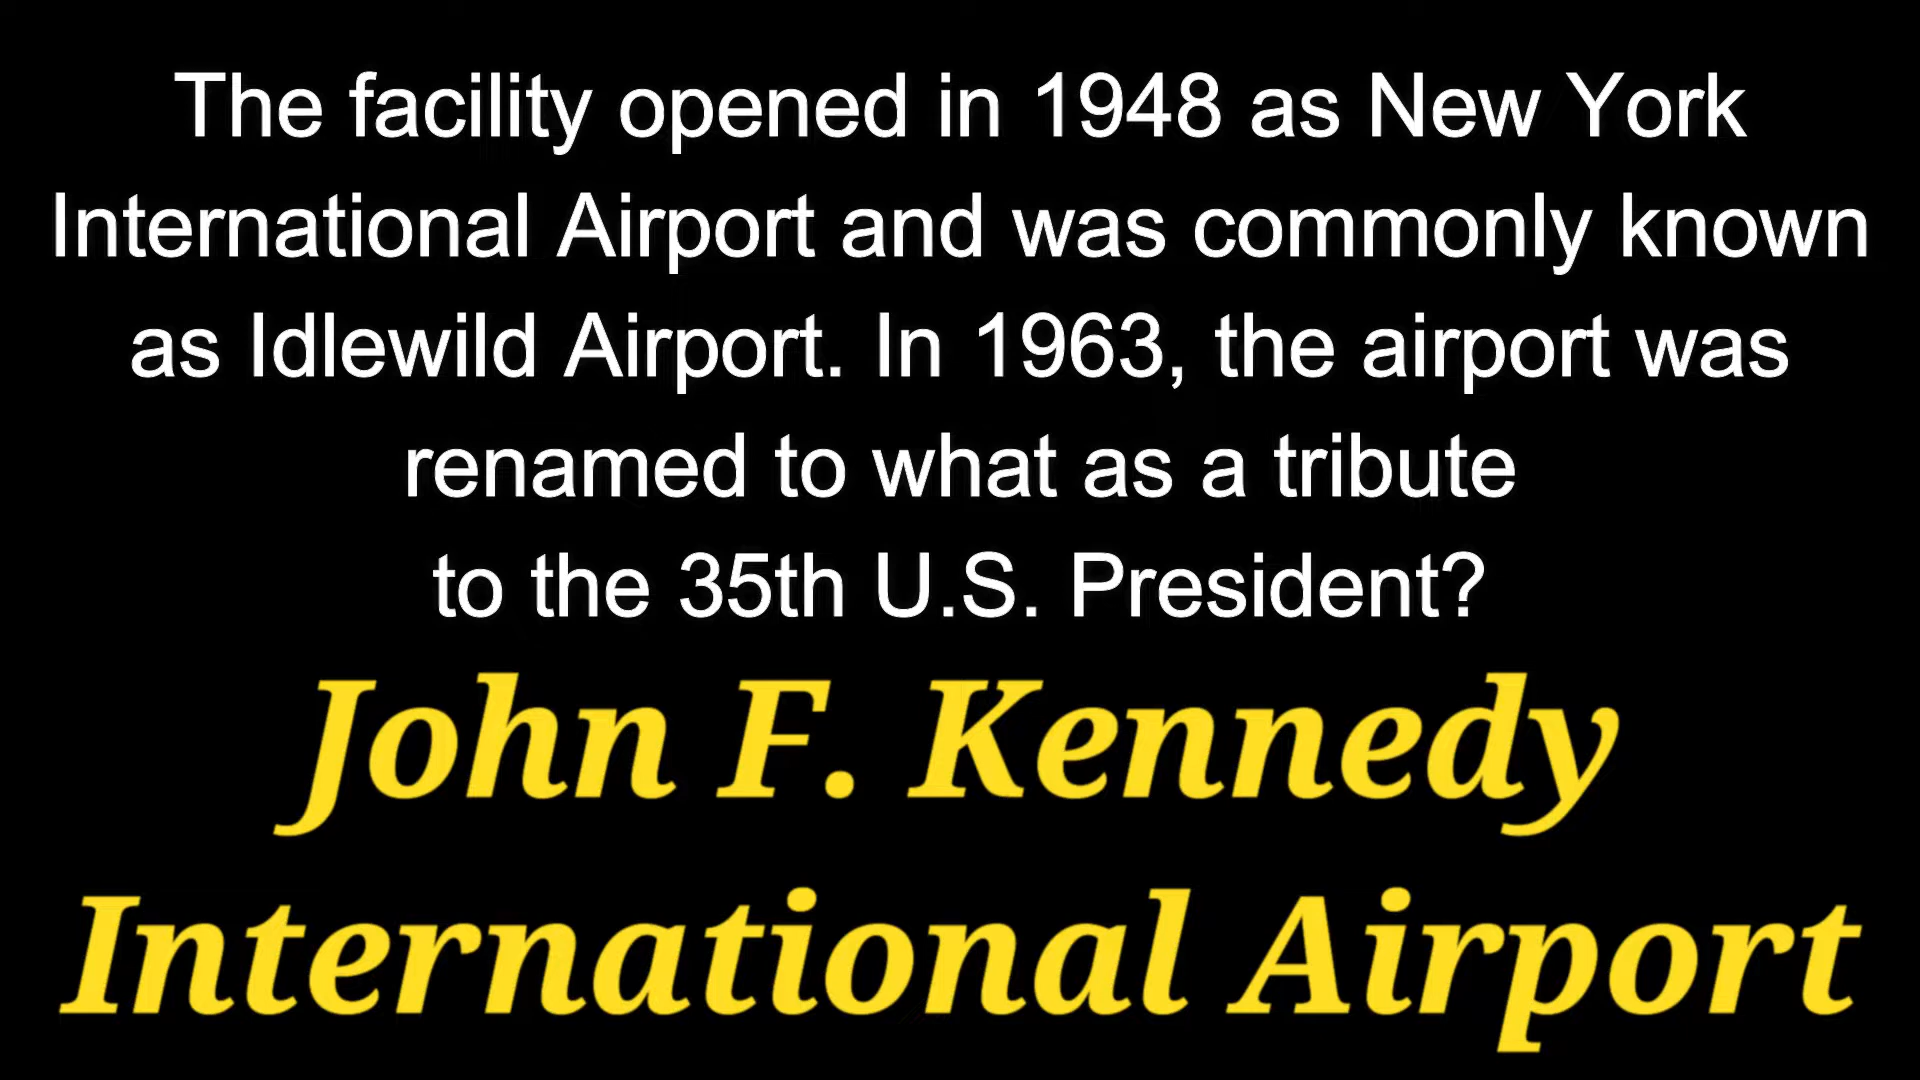 The facility opened in 1948 as New York
International Airport and was commonly known
as Idlewild Airport. In 1963, the airport was
renamed to what as a tribute
to the 35th U.S. President?
John F. Kennedy
International Airport